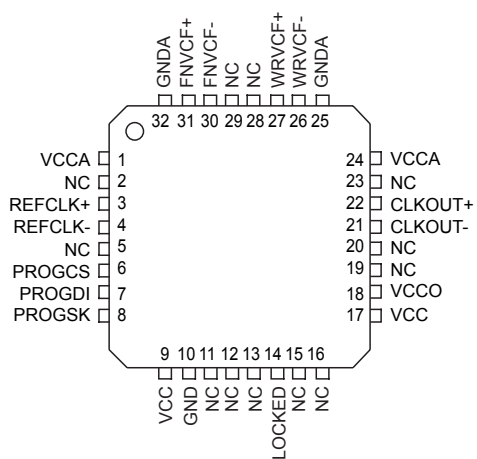 GNDA
FNVCF+
FNVCF-
NC
NC
WRVCF+
WRVCF-
GNDA
32 31 30 29 28 27 26 25
VCCA 1
NC 2
REFCLK+ 3
REFCLK- 4
NC 5
PROGCS 6
PROGDI 7
PROGSK 8
24 VCCA
23 NC
22 CLKOUT+
21 CLKOUT-
20 NC
19 NC
18 VCCO
17 VCC
9 10 11 12 13 14 15 16
VCC
GND
NC
NC
NC
LOCKED
NC
NC